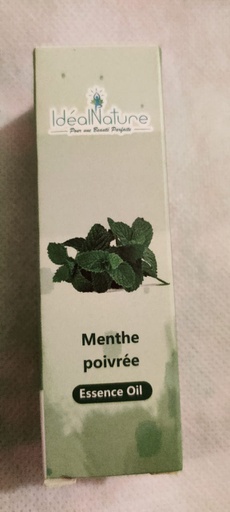 IdéalNature
Pour une Beauté Parfaite
Menthe
poivrée
Essence Oil